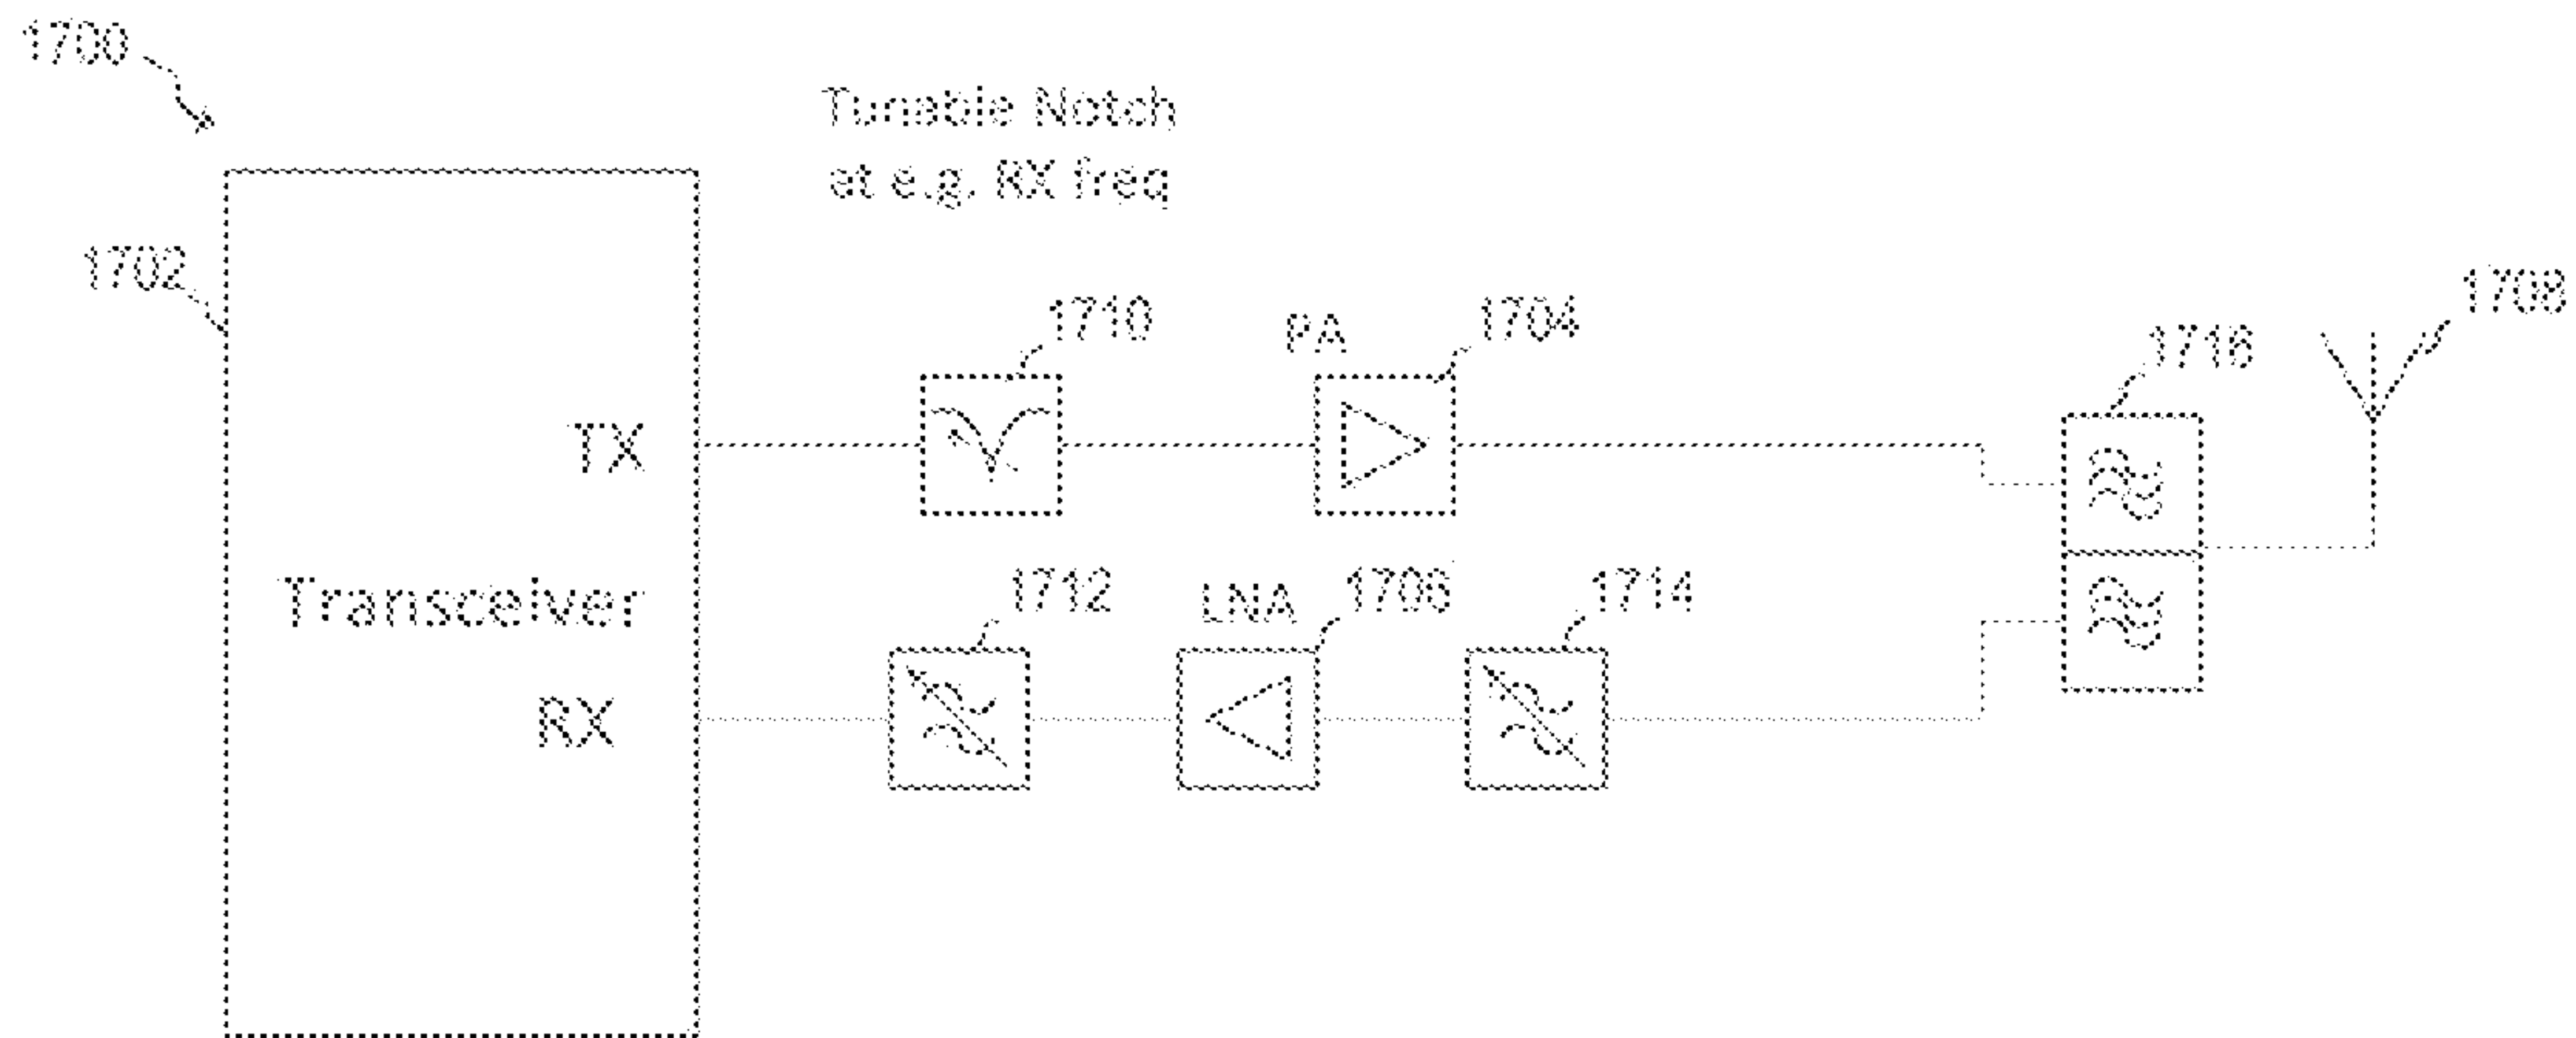 1700
Tunable Notch
at e.g. RX freq
1702
1710
PA
1704
1716
1708
TX
Transceiver
1712
LNA
1706
1714
RX